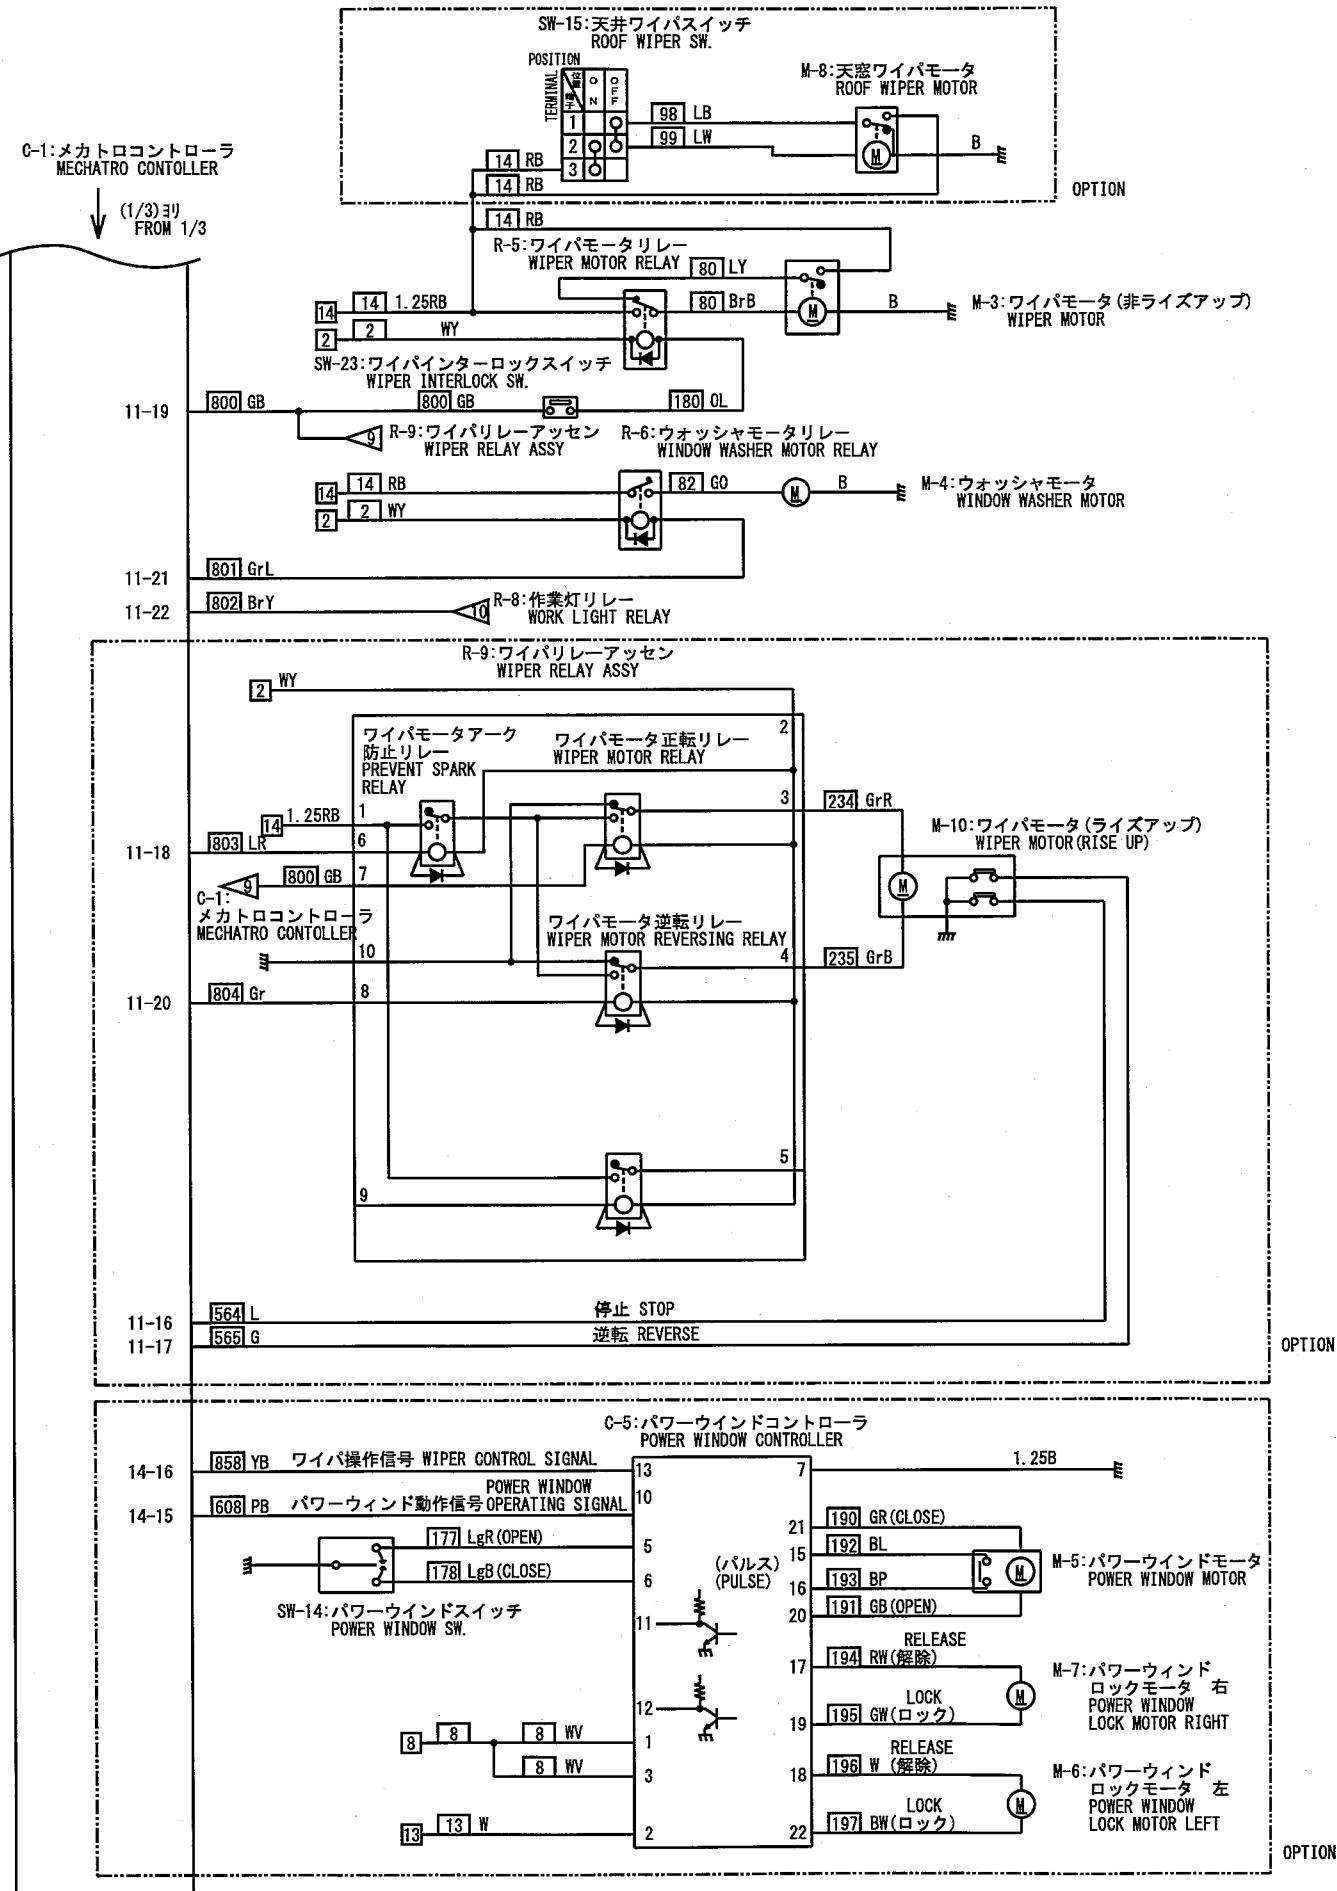 SW-15:天井ワイパスイッチ
ROOF WIPER SW.
POSITION
TERMINAL
位置
端子
ON
OFF
1
2
3
98 LB
99 LW
14 RB
14 RB
M-8:天窓ワイパモータ
ROOF WIPER MOTOR
M
B
OPTION
C-1:メカトロコントローラ
MECHATRO CONTOLLER
(1/3)ヨリ
FROM 1/3
14 RB
R-5:ワイパモータリレー
WIPER MOTOR RELAY
80 LY
14 14 1.25RB
80 BrB
M
B
M-3:ワイパモータ(非ライズアップ)
WIPER MOTOR
2 2 WY
SW-23:ワイパインターロックスイッチ
WIPER INTERLOCK SW.
11-19 800 GB
800 GB
180 OL
9 R-9:ワイパリレーアッセン
WIPER RELAY ASSY
R-6:ウォッシャモータリレー
WINDOW WASHER MOTOR RELAY
14 14 RB
82 GO
M
B
M-4:ウォッシャモータ
WINDOW WASHER MOTOR
2 2 WY
11-21 801 GrL
11-22 802 BrY
10 R-8:作業灯リレー
WORK LIGHT RELAY
R-9:ワイパリレーアッセン
WIPER RELAY ASSY
2 WY
2
ワイパモータアーク
防止リレー
PREVENT SPARK
RELAY
ワイパモータ正転リレー
WIPER MOTOR RELAY
14 1.25RB 1
3 234 GrR
11-18 803 LR 6
M-10:ワイパモータ(ライズアップ)
WIPER MOTOR(RISE UP)
M
9 800 GB 7
C-1:
メカトロコントローラ
MECHATRO CONTOLLER
ワイパモータ逆転リレー
WIPER MOTOR REVERSING RELAY
10
4 235 GrB
11-20 804 Gr 8
5
9
11-16 564 L 停止 STOP
11-17 565 G 逆転 REVERSE
OPTION
C-5:パワーウインドコントローラ
POWER WINDOW CONTROLLER
14-16 858 YB ワイパ操作信号 WIPER CONTROL SIGNAL 13
7 1.25B
POWER WINDOW
14-15 608 PB パワーウィンド動作信号 OPERATING SIGNAL 10
177 LgR(OPEN) 5
178 LgB(CLOSE) 6
SW-14:パワーウインドスイッチ
POWER WINDOW SW.
(パルス)
(PULSE)
21 190 GR(CLOSE)
15 192 BL
16 193 BP
20 191 GB(OPEN)
M
M-5:パワーウインドモータ
POWER WINDOW MOTOR
11
RELEASE
17 194 RW(解除)
LOCK
19 195 GW(ロック)
M
M-7:パワーウィンド
ロックモータ 右
POWER WINDOW
LOCK MOTOR RIGHT
12
8 8 8 WV 1
8 WV 3
RELEASE
18 196 W (解除)
LOCK
22 197 BW(ロック)
M
M-6:パワーウィンド
ロックモータ 左
POWER WINDOW
LOCK MOTOR LEFT
13 13 W 2
OPTION